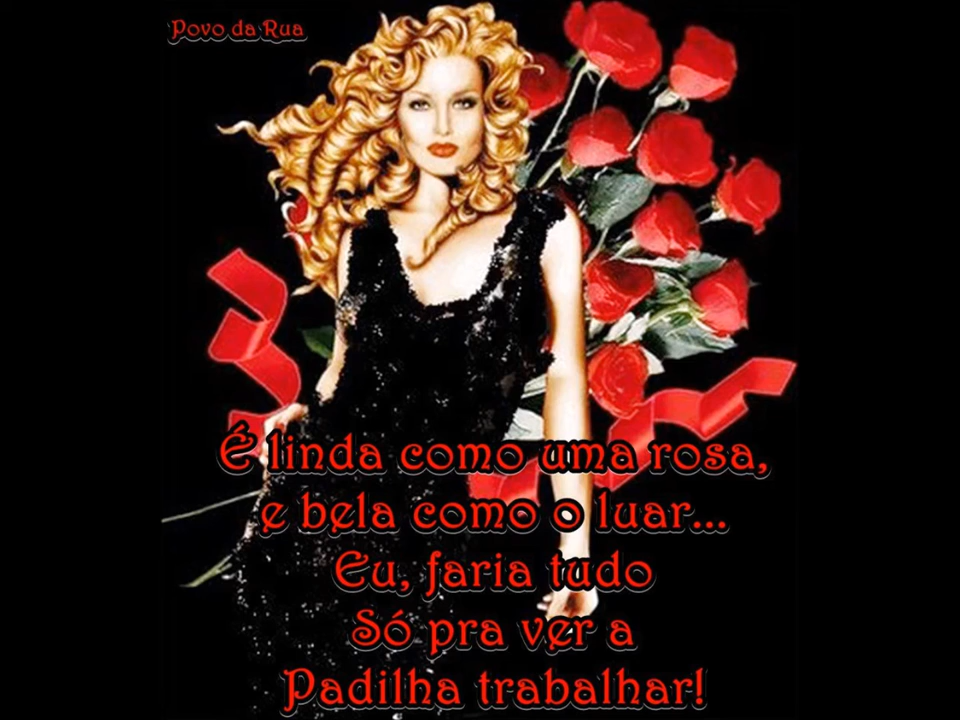 Povo da Rua
É linda como uma rosa,
e bela como o luar...
Eu, faria tudo
Só pra ver a
Padilha trabalhar!